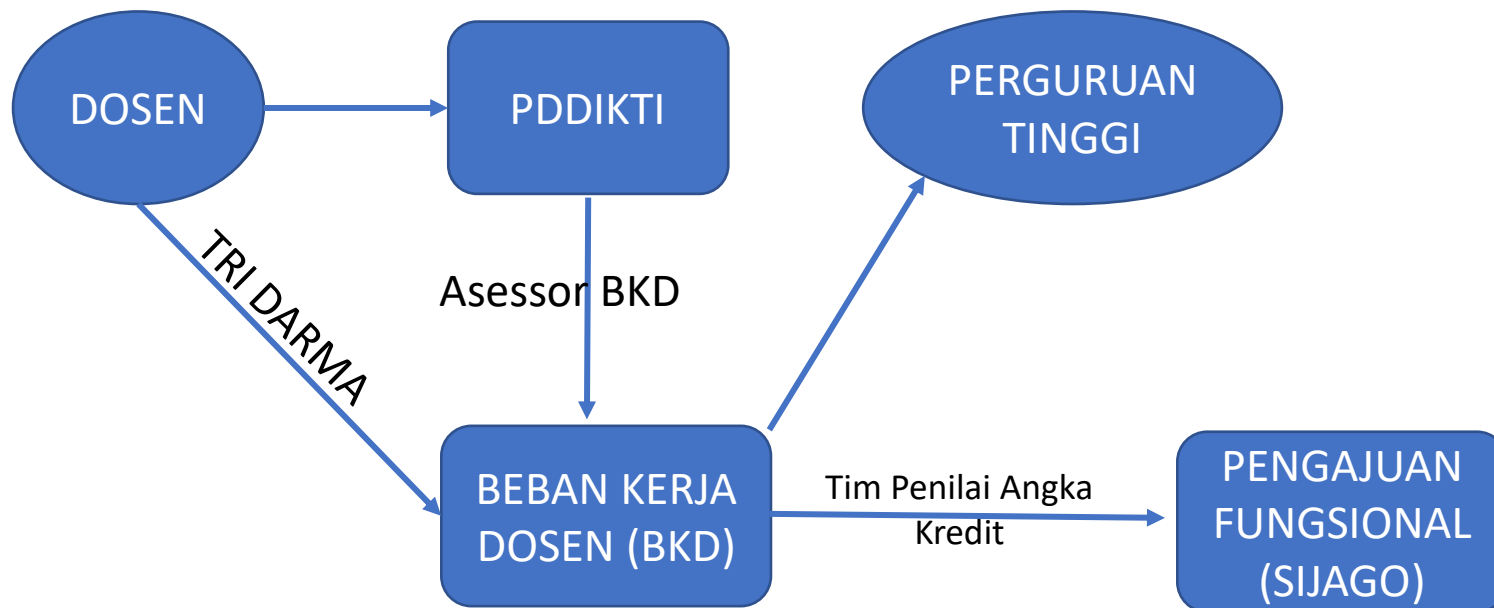 DOSEN
PDDIKTI
PERGURUAN
TINGGI
TRI DARMA
Asessor BKD
BEBAN KERJA
DOSEN (BKD)
Tim Penilai Angka
Kredit
PENGAJUAN
FUNGSIONAL
(SIJAGO)